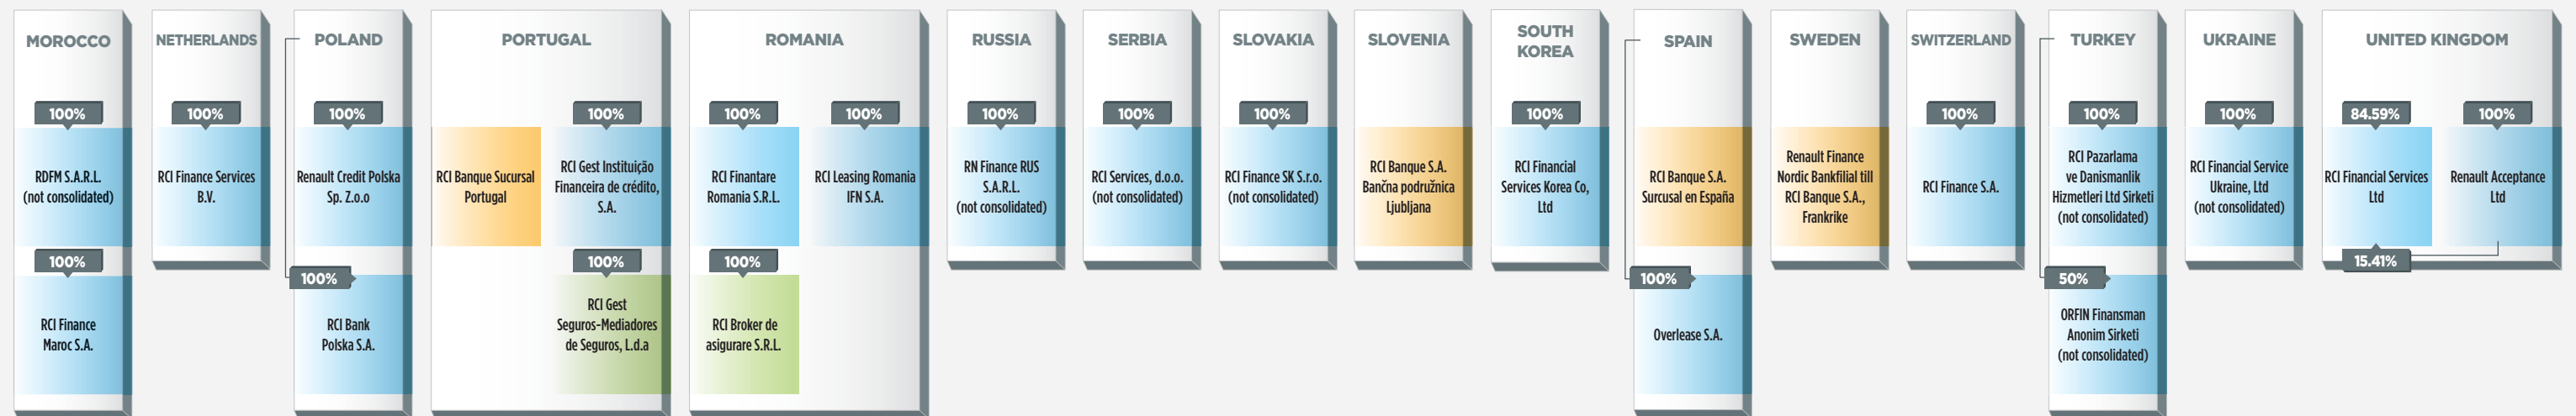 MOROCCO
100%
RDFM S.A.R.L.
(not consolidated)
100%
RCI Finance
Maroc S.A.
NETHERLANDS
100%
RCI Finance Services
B.V.
POLAND
100%
Renault Credit Polska
Sp. Z.o.o
100%
RCI Bank
Polska S.A.
PORTUGAL
RCI Banque Sucursal
Portugal
100%
RCI Gest Instituição
Financeira de crédito,
S.A.
100%
RCI Gest
Seguros-Mediadores
de Seguros, L.d.a
ROMANIA
100%
RCI Finantare
Romania S.R.L.
100%
RCI Leasing Romania
IFN S.A.
100%
RCI Broker de
asigurare S.R.L.
RUSSIA
100%
RN Finance RUS
S.A.R.L.
(not consolidated)
SERBIA
100%
RCI Services, d.o.o.
(not consolidated)
SLOVAKIA
100%
RCI Finance SK S.r.o.
(not consolidated)
SLOVENIA
RCI Banque S.A.
Bančna podružnica
Ljubljana
SOUTH
KOREA
100%
RCI Financial
Services Korea Co,
Ltd
SPAIN
RCI Banque S.A.
Surcusal en España
100%
Overlease S.A.
SWEDEN
Renault Finance
Nordic Bankfilial till
RCI Banque S.A.,
Frankrike
SWITZERLAND
100%
RCI Finance S.A.
TURKEY
100%
RCI Pazarlama
ve Danismanlik
Hizmetleri Ltd Sirketi
(not consolidated)
50%
ORFIN Finansman
Anonim Sirketi
(not consolidated)
UKRAINE
100%
RCI Financial Service
Ukraine, Ltd
(not consolidated)
UNITED KINGDOM
84.59%
RCI Financial Services
Ltd
15.41%
100%
Renault Acceptance
Ltd